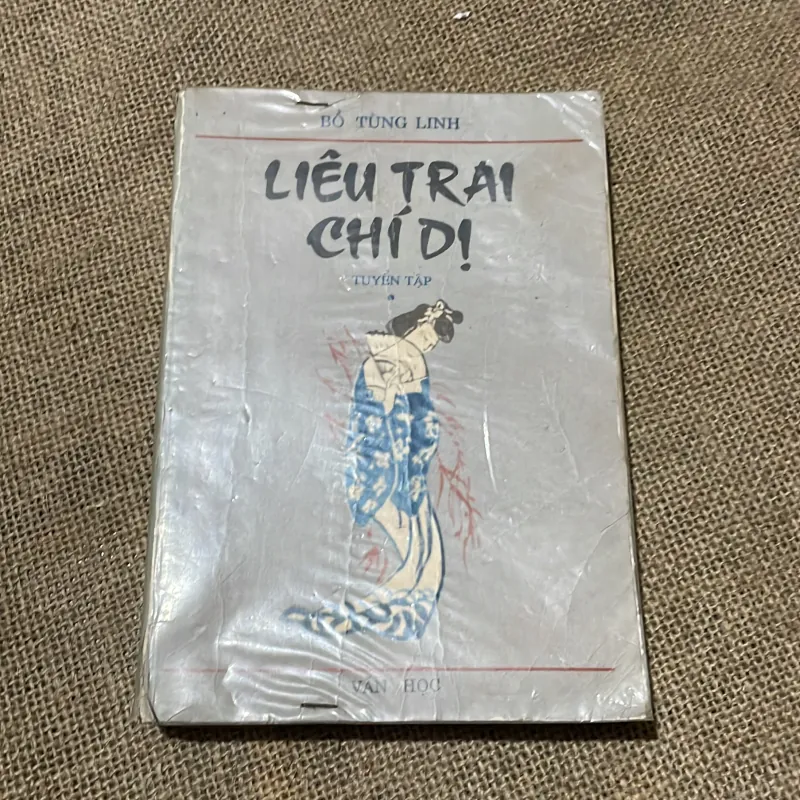 BỒ TÙNG LINH
LIÊU TRAI
CHÍ DỊ
TUYỂN TẬP
VĂN HỌC